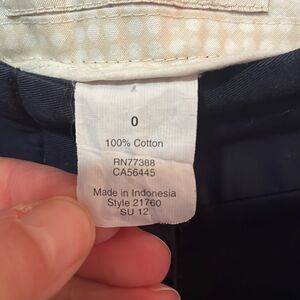 0
100% Cotton
RN77388
CA56445
Made in Indonesia
Style 21760
SU 12